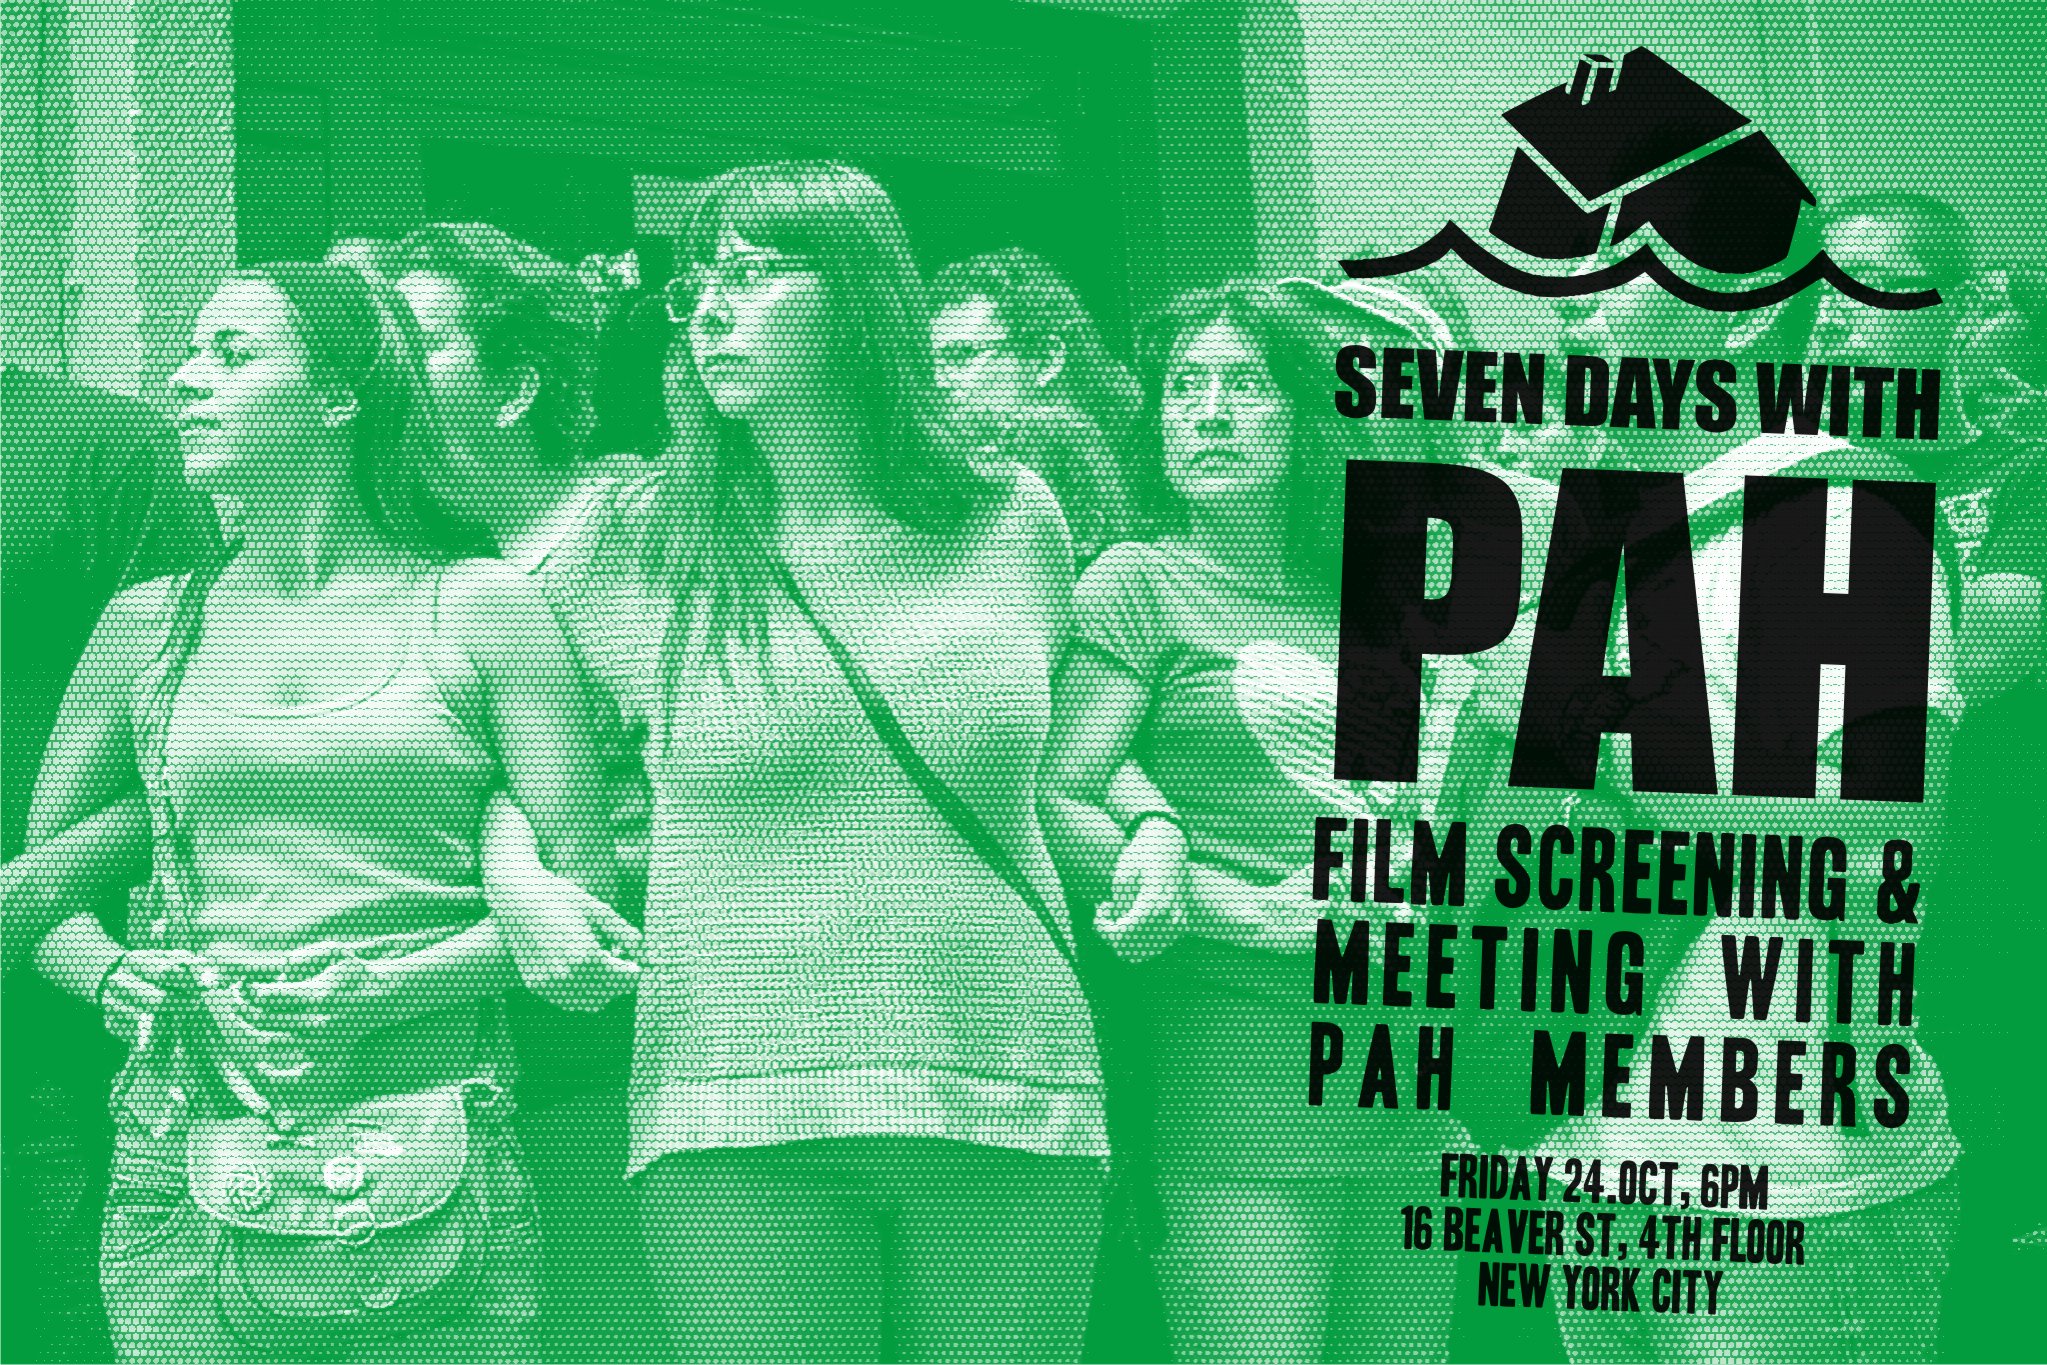 SEVEN DAYS WITH
PAH
FILM SCREENING &
MEETING WITH
PAH MEMBERS
FRIDAY 24.OCT, 6PM
16 BEAVER ST, 4TH FLOOR
NEW YORK CITY